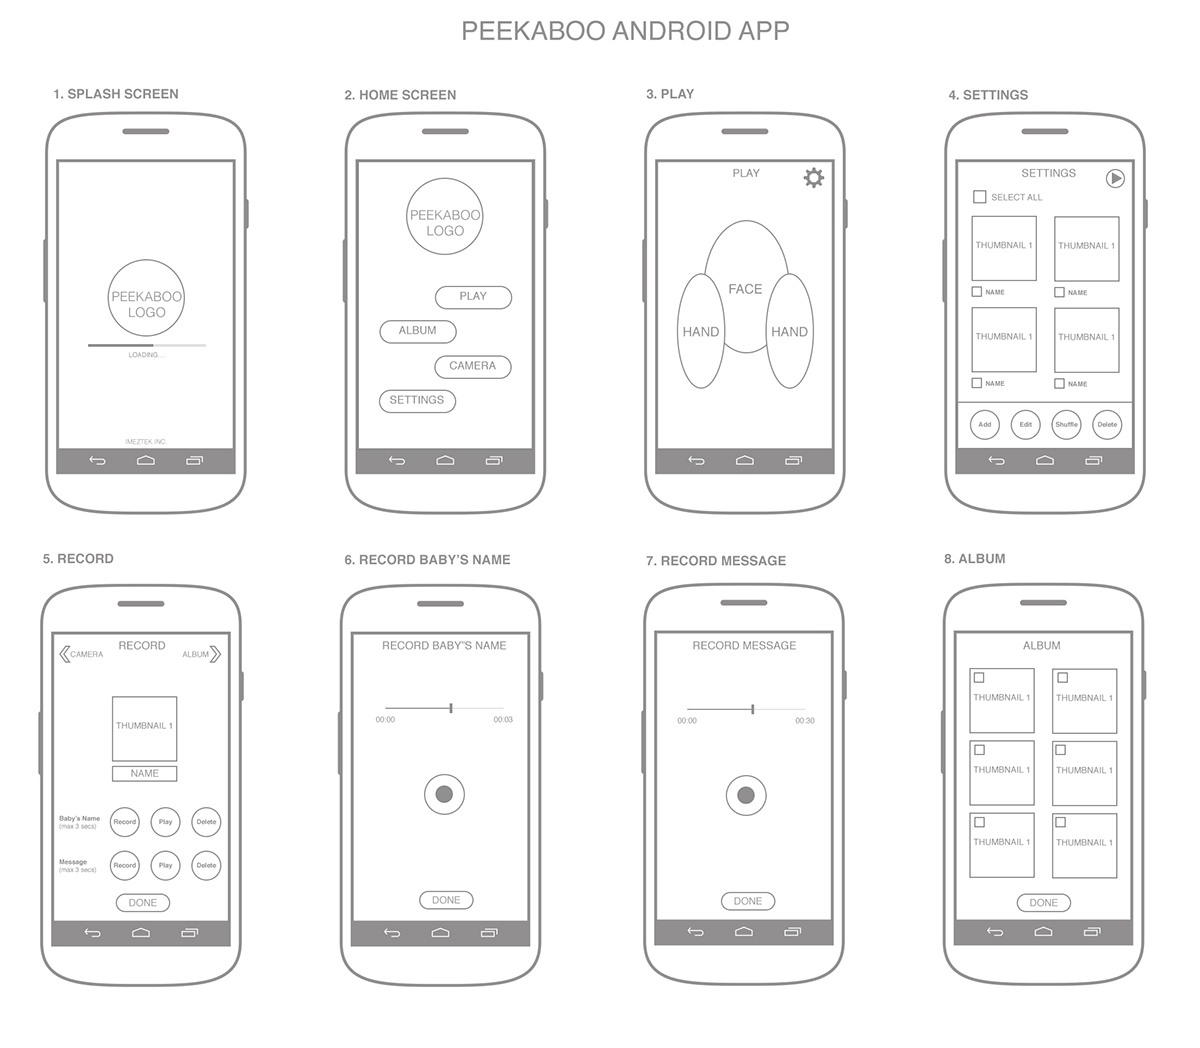 PEEKABOO ANDROID APP
1. SPLASH SCREEN
PEEKABOO
LOGO
LOADING...
IMEZTEK INC.
2. HOME SCREEN
PEEKABOO
LOGO
PLAY
ALBUM
CAMERA
SETTINGS
3. PLAY
PLAY
FACE
HAND
HAND
4. SETTINGS
SETTINGS
SELECT ALL
THUMBNAIL 1
THUMBNAIL 1
NAME
NAME
THUMBNAIL 1
THUMBNAIL 1
NAME
NAME
Add
Edit
Shuffle
Delete
5. RECORD
RECORD
CAMERA
ALBUM
THUMBNAIL 1
NAME
Baby's Name
(max 3 secs)
Record
Play
Delete
Message
(max 3 secs)
Record
Play
Delete
DONE
6. RECORD BABY'S NAME
RECORD BABY'S NAME
00:00
00:03
DONE
7. RECORD MESSAGE
RECORD MESSAGE
00:00
00:30
DONE
8. ALBUM
ALBUM
THUMBNAIL 1
THUMBNAIL 1
THUMBNAIL 1
THUMBNAIL 1
THUMBNAIL 1
THUMBNAIL 1
DONE